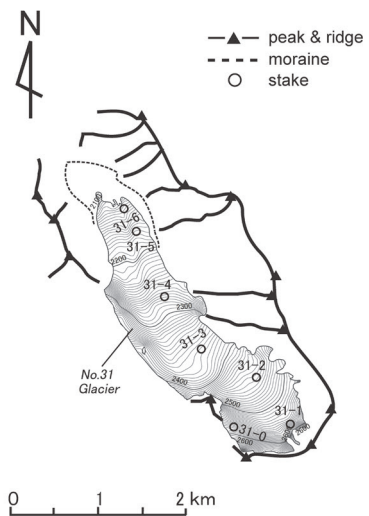 N
peak & ridge
moraine
stake
2100
31-6
31-5
2200
31-4
2300
31-3
No.31
Glacier
2400
31-2
2500
31-1
31-0
2600
0 1 2 km